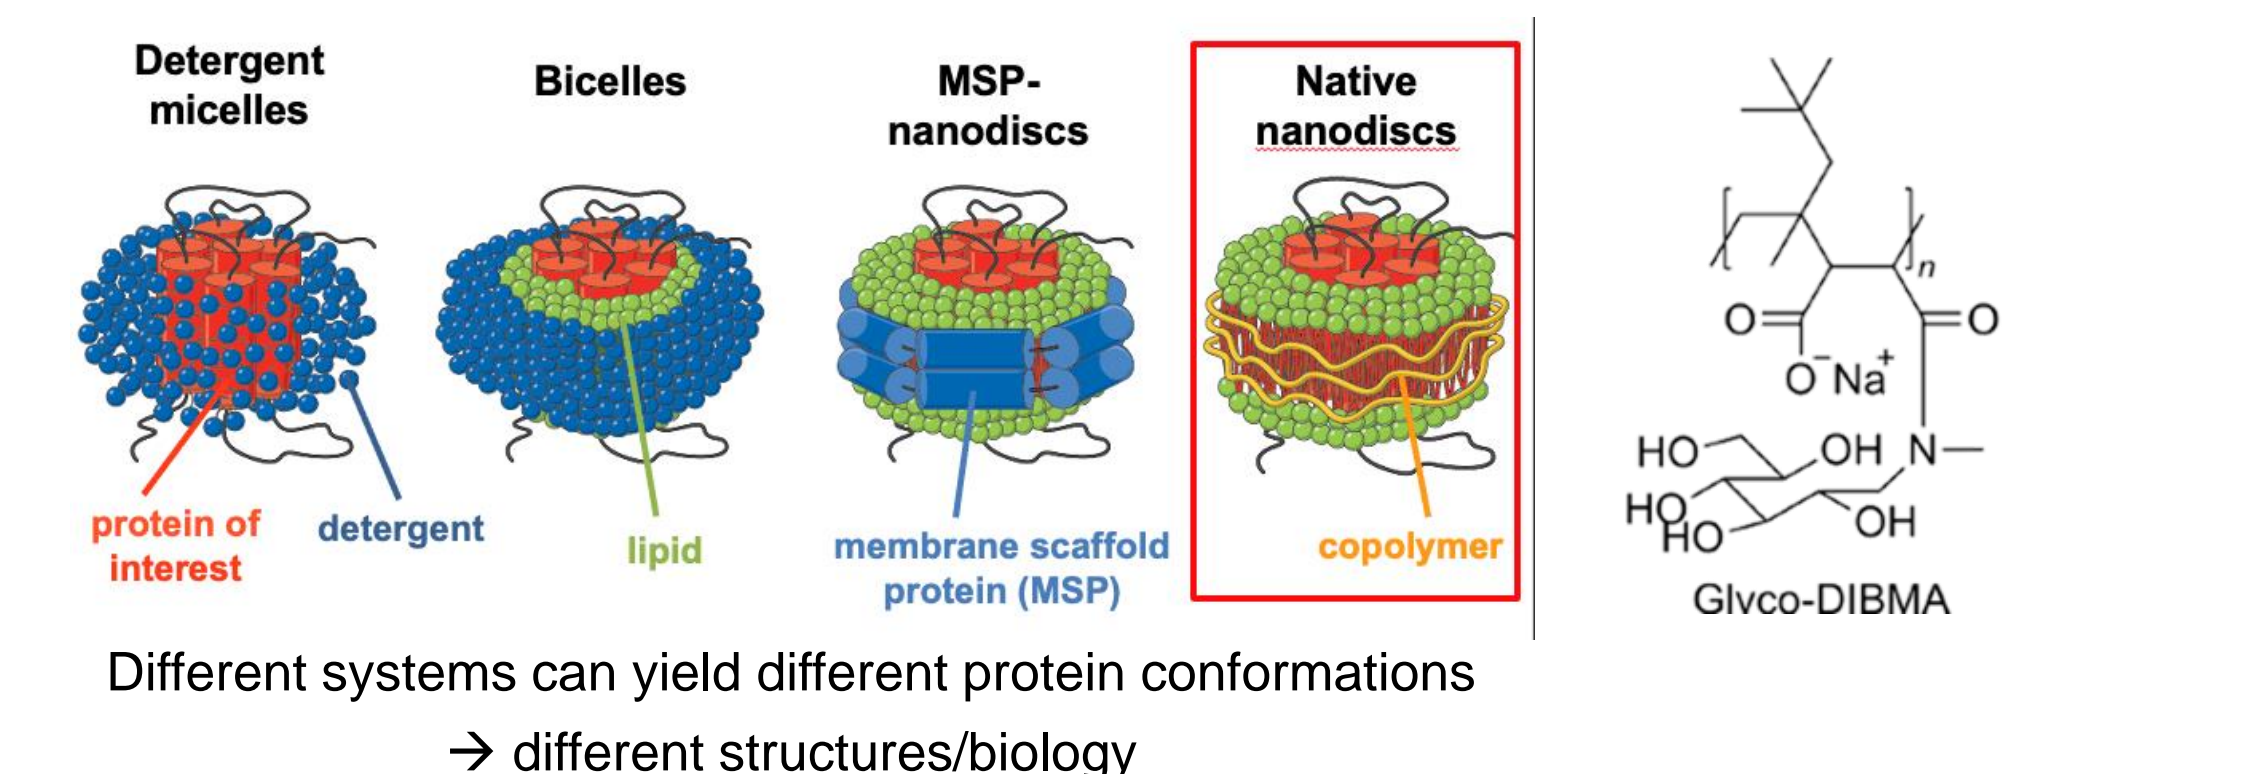 Detergent
micelles
Bicelles
MSP-
nanodiscs
Native
nanodiscs
protein of
interest
detergent
lipid
membrane scaffold
protein (MSP)
copolymer
n
O
O
O⁻Na⁺
HO
OH
N
HO
HO
OH
Glyco-DIBMA
Different systems can yield different protein conformations
→ different structures/biology